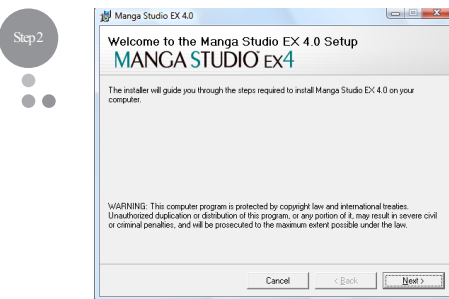 Step2
Manga Studio EX 4.0
Welcome to the Manga Studio EX 4.0 Setup
MANGA STUDIO EX4
The installer will guide you through the steps required to install Manga Studio EX 4.0 on your
computer.
WARNING: This computer program is protected by copyright law and international treaties.
Unauthorized duplication or distribution of this program, or any portion of it, may result in severe civil
or criminal penalties, and will be prosecuted to the maximum extent possible under the law.
Cancel < Back Next >